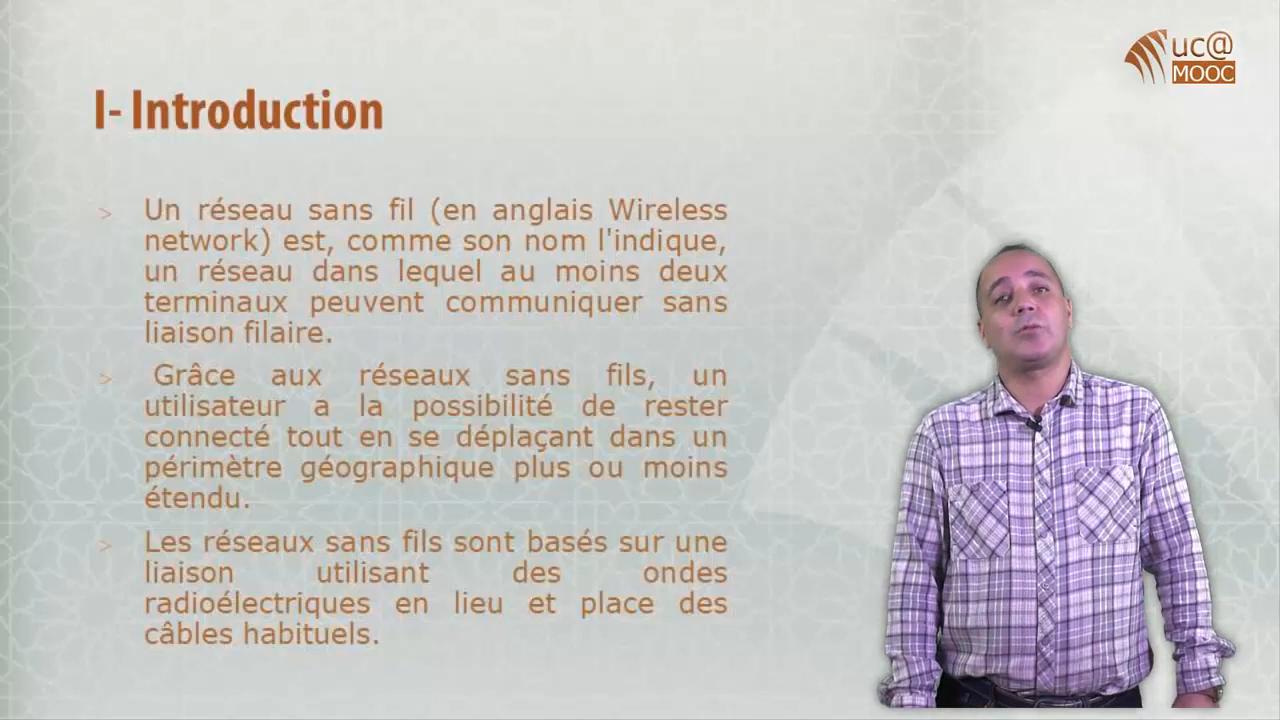 uc@
MOOC
I- Introduction
> Un réseau sans fil (en anglais Wireless
network) est, comme son nom l'indique,
un réseau dans lequel au moins deux
terminaux peuvent communiquer sans
liaison filaire.
> Grâce aux réseaux sans fils, un
utilisateur a la possibilité de rester
connecté tout en se déplaçant dans un
périmètre géographique plus ou moins
étendu.
> Les réseaux sans fils sont basés sur une
liaison utilisant des ondes
radioélectriques en lieu et place des
câbles habituels.